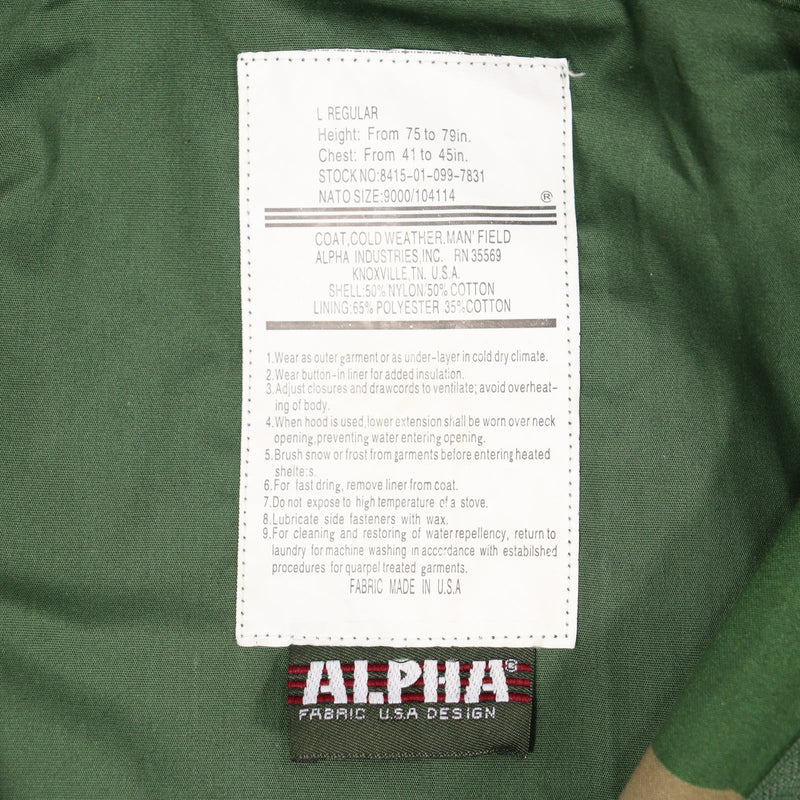 L REGULAR
Height: From 75 to 79in.
Chest: From 41 to 45in.
STOCK NO:8415-01-099-7831
NATO SIZE:9000/104114 ®
COAT,COLD WEATHER.MAN' FIELD
ALPHA INDUSTRIES,INC. RN 35569
KNOXVILLE,TN. U.S.A.
SHELL:50% NYLON/50% COTTON
LINING:65% POLYESTER 35%COTTON
1.Wear as outer garment or as under-layer in cold dry climate.
2.Wear button-in liner for added insulation.
3.Adjust closures and drawcords to ventilate; avoid overheat-
ing of body.
4.When hood is used,lower extension shall be worn over neck
opening,preventing water entering opening.
5.Brush snow or frost from garments before entering heated
shelte:s.
6.For fast dring, remove liner from coat.
7.Do not expose to high temperature of a stove.
8.Lubricate side fasteners with wax.
9.For cleaning and restoring of water repellency, return to
laundry for machine washing in accordance with estabilshed
procedures for quarpel treated garments.
FABRIC MADE IN U.S.A
ALPHA©
FABRIC U.S.A DESIGN